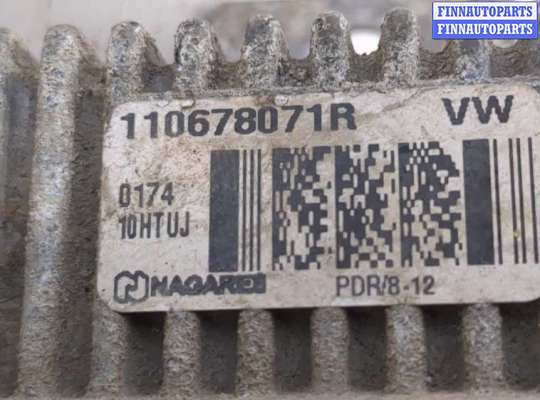 FINNAUTOPARTS
FINNAUTOPARTS
110678071R VW
0174
10HTUJ
NAGARES
PDR/8-12